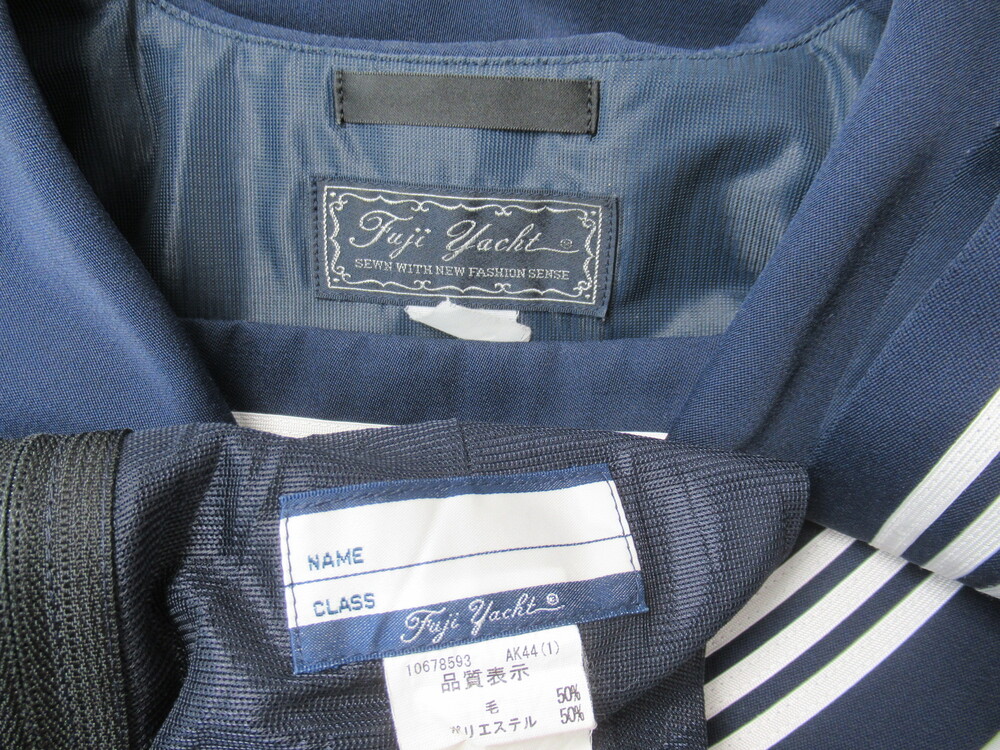 Fuji Yacht ®
SEWN WITH NEW FASHION SENSE
NAME
CLASS
Fuji Yacht ®
10678593 AK44(1)
品質表示
毛 50%
ポリエステル 50%